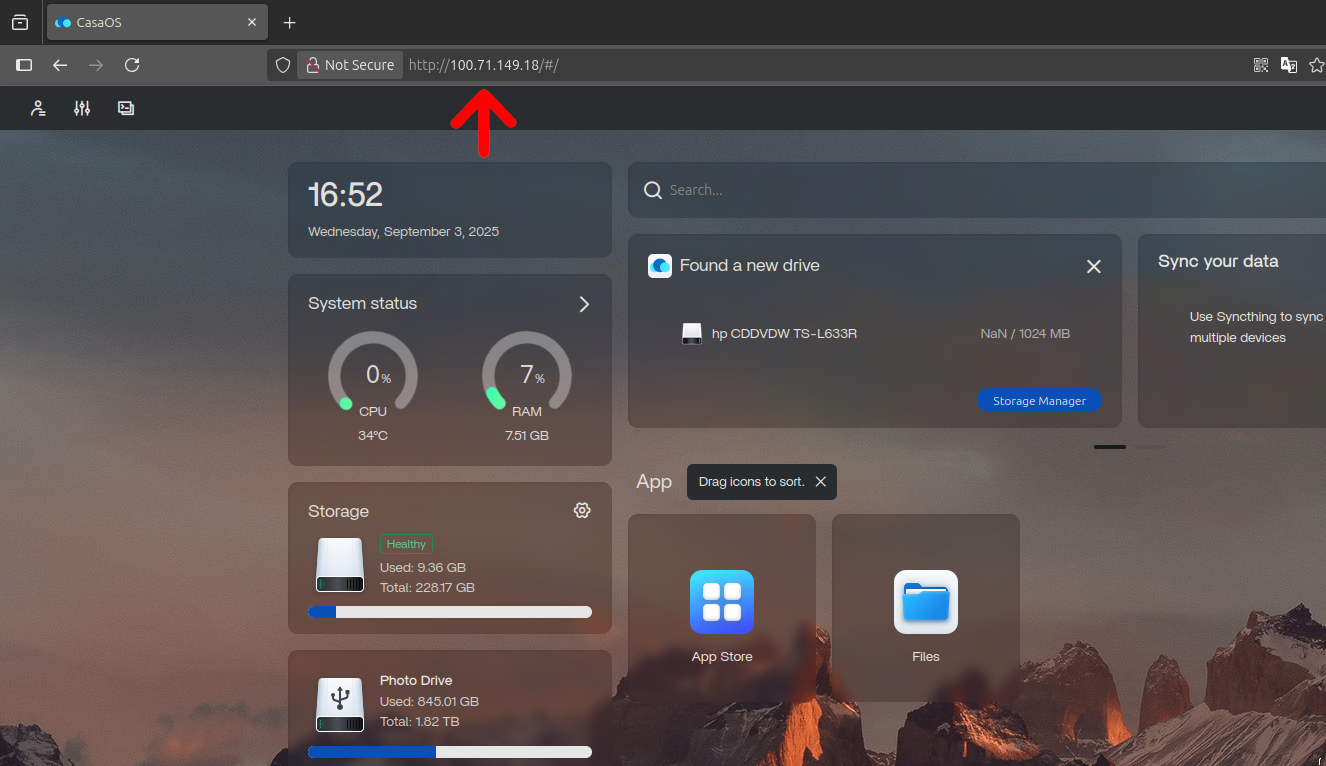 CasaOS
Not Secure
http://100.71.149.18/#/
16:52
Wednesday, September 3, 2025
Search...
System status
0%
CPU
34°C
7%
RAM
7.51 GB
Found a new drive
hp CDDVDW TS-L633R
NaN / 1024 MB
Storage Manager
Sync your data
Use Syncthing to sync
multiple devices
Storage
Healthy
Used: 9.36 GB
Total: 228.17 GB
App
Drag icons to sort.
App Store
Files
Photo Drive
Used: 845.01 GB
Total: 1.82 TB